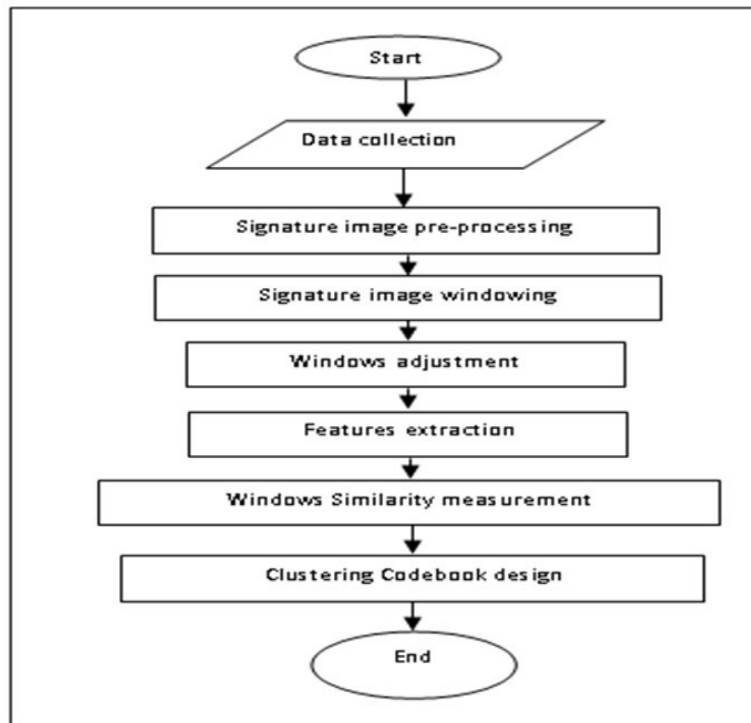 Start
Data collection
Signature image pre-processing
Signature image windowing
Windows adjustment
Features extraction
Windows Similarity measurement
Clustering Codebook design
End